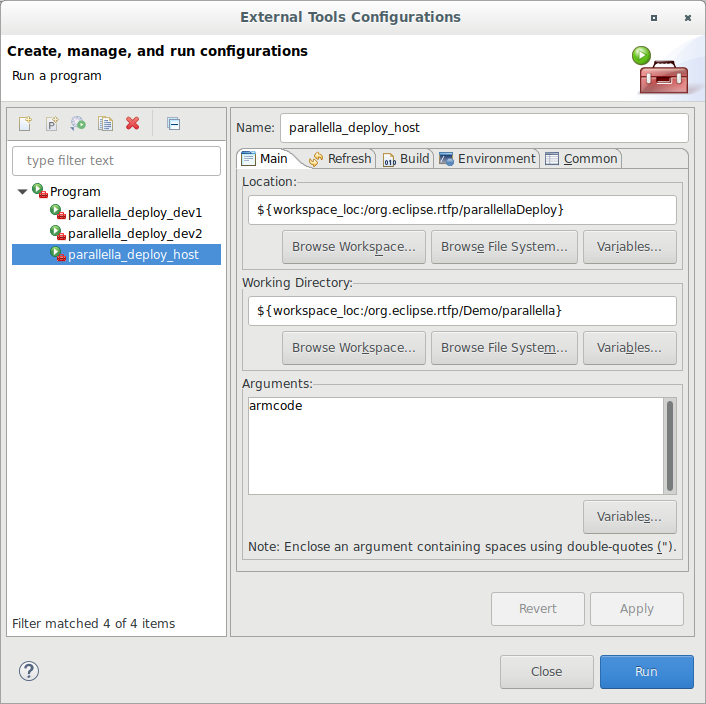 External Tools Configurations
Create, manage, and run configurations
Run a program
P
type filter text
Program
parallella_deploy_dev1
parallella_deploy_dev2
parallella_deploy_host
Filter matched 4 of 4 items
Name: parallella_deploy_host
Main Refresh 010 Build Environment Common
Location:
${workspace_loc:/org.eclipse.rtfp/parallellaDeploy}
Browse Workspace... Browse File System... Variables...
Working Directory:
${workspace_loc:/org.eclipse.rtfp/Demo/parallella}
Browse Workspace... Browse File System... Variables...
Arguments:
armcode
Variables...
Note: Enclose an argument containing spaces using double-quotes (").
Revert Apply
? Close Run